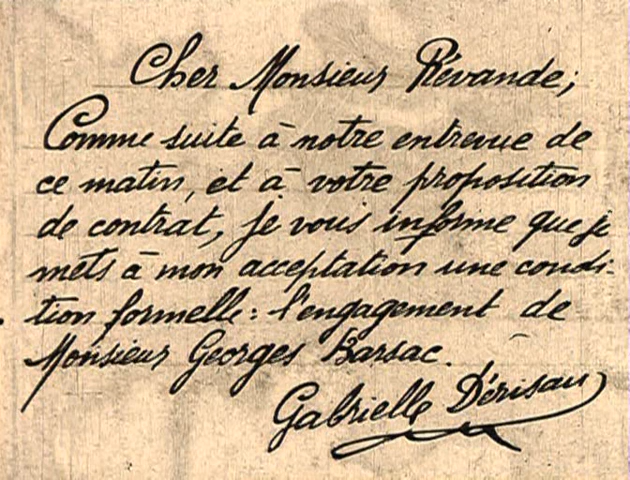 Cher Monsieur Révande;
Comme suite à notre entrevue de
ce matin, et à votre proposition
de contrat, je vous informe que je
mets à mon acceptation une condi-
tion formelle: l'engagement de
Monsieur Georges Barsac.
Gabrielle Dérisau